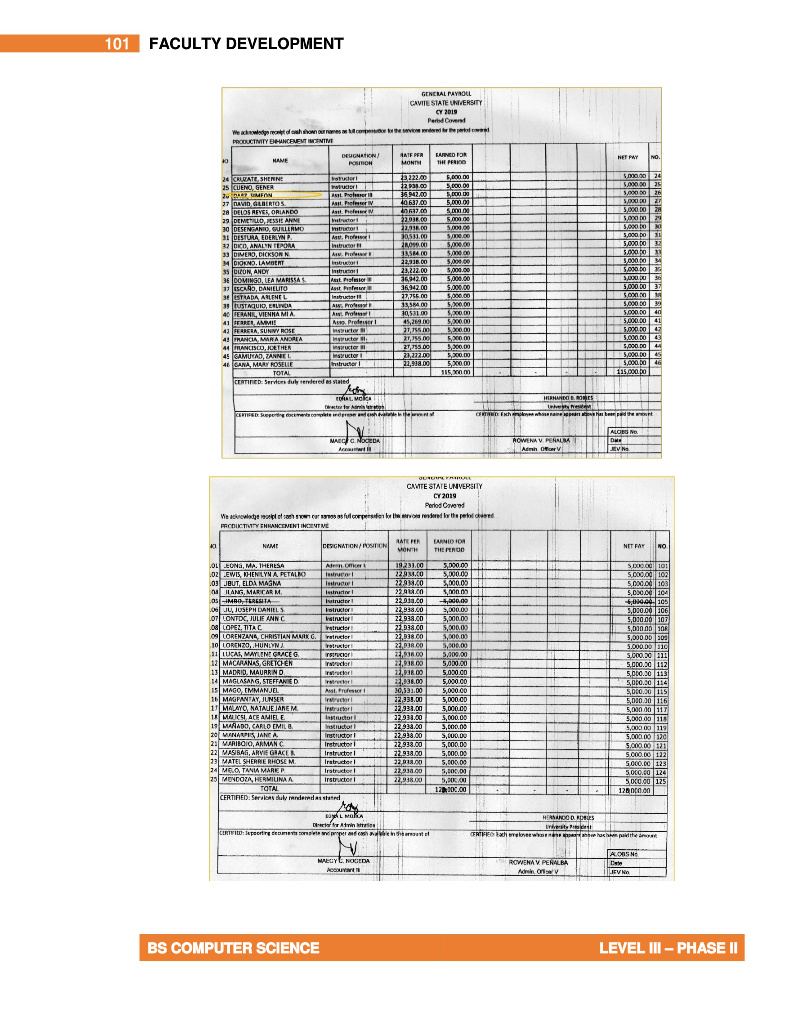 101 FACULTY DEVELOPMENT
GENERAL PAYROLL
CAVITE STATE UNIVERSITY
CY 2019
Period Covered
We acknowledge receipt of cash shown our names as full compensation for the services rendered for the period covered.
PRODUCTIVITY ENHANCEMENT INCENTIVE
NAME DESIGNATION / POSITION RATE PER MONTH EARNED FOR THE PERIOD NET PAY NO.
24 CRUZATE, SHERINE Instructor I 23,222.00 5,000.00 5,000.00 24
25 CUENO, GENER Instructor I 22,938.00 5,000.00 5,000.00 25
26 DAEZ, SIMEON Asst. Professor III 36,942.00 5,000.00 5,000.00 26
27 DAVID, GILBERTO S. Asst. Professor IV 40,637.00 5,000.00 5,000.00 27
28 DELOS REYES, ORLANDO Asst. Professor IV 40,637.00 5,000.00 5,000.00 28
29 DEMETILLO, JESSIE ANNE Instructor I 22,938.00 5,000.00 5,000.00 29
30 DESENGANIO, GUILLERMO Instructor I 22,938.00 5,000.00 5,000.00 30
31 DESTURA, EDERLYN P. Asst. Professor I 30,531.00 5,000.00 5,000.00 31
32 DICO, ANALYN TEPORA Instructor III 28,099.00 5,000.00 5,000.00 32
33 DIMERO, DICKSON N. Asst. Professor II 33,584.00 5,000.00 5,000.00 33
34 DIOKNO, LAMBERT Instructor I 22,938.00 5,000.00 5,000.00 34
35 DIZON, ANDY Instructor I 23,222.00 5,000.00 5,000.00 35
36 DOMINGO, LEA MARISSA S. Asst. Professor III 36,942.00 5,000.00 5,000.00 36
37 ESCAÑO, DANIELITO Asst. Professor III 36,942.00 5,000.00 5,000.00 37
38 ESTRADA, ARLENE L. Instructor III 27,755.00 5,000.00 5,000.00 38
39 EUSTAQUIO, ERLINDA Asst. Professor II 33,584.00 5,000.00 5,000.00 39
40 FERANIL, VIENNA MI A. Asst. Professor I 30,531.00 5,000.00 5,000.00 40
41 FERRER, AMMIE Asso. Professor I 45,269.00 5,000.00 5,000.00 41
42 FERRERA, SUNNY ROSE Instructor III 27,755.00 5,000.00 5,000.00 42
43 FRANCIA, MARIA ANDREA Instructor III 27,755.00 5,000.00 5,000.00 43
44 FRANCISCO, JOETHER Instructor III 27,755.00 5,000.00 5,000.00 44
45 GAMUYAO, ZANNIE I. Instructor I 23,222.00 5,000.00 5,000.00 45
46 GANA, MARY ROSELLE Instructor I 22,938.00 5,000.00 5,000.00 46
TOTAL 115,000.00 - - - 115,000.00
CERTIFIED: Services duly rendered as stated
EDNA L. MOJICA HERNANDO D. ROBLES
Director for Administration University President
CERTIFIED: Supporting documents complete and proper and cash available in the amount of CERTIFIED: Each employee whose name appears above has been paid the amount
ALOBS No.
MAECY C. NOCEDA ROWENA V. PEÑALBA Date
Accountant III Admin. Officer V JEV No.
GENERAL PAYROLL
CAVITE STATE UNIVERSITY
CY 2019
Period Covered
We acknowledge receipt of cash shown our names as full compensation for the services rendered for the period covered.
PRODUCTIVITY ENHANCEMENT INCENTIVE
NAME DESIGNATION / POSITION RATE PER MONTH EARNED FOR THE PERIOD NET PAY NO.
01 LEONG, MA. THERESA Admin. Officer I 19,233.00 5,000.00 5,000.00 101
02 LEWIS, KHENILYN A. PETALBO Instructor I 22,938.00 5,000.00 5,000.00 102
03 LIBUT, ELDA MAGNA Instructor I 22,938.00 5,000.00 5,000.00 103
04 LILANG, MARICAR M. Instructor I 22,938.00 5,000.00 5,000.00 104
05 LIMBO, TERESITA Instructor I 22,938.00 5,000.00 5,000.00 105
06 LIU, JOSEPH DANIEL S. Instructor I 22,938.00 5,000.00 5,000.00 106
07 LONTOC, JULIE ANN C. Instructor I 22,938.00 5,000.00 5,000.00 107
08 LOPEZ, TITA C. Instructor I 22,938.00 5,000.00 5,000.00 108
09 LORENZANA, CHRISTIAN MARK G. Instructor I 22,938.00 5,000.00 5,000.00 109
10 LORENZO, JHUNLYN J. Instructor I 22,938.00 5,000.00 5,000.00 110
11 LUCAS, MAYLENE GRACE G. Instructor I 22,938.00 5,000.00 5,000.00 111
12 MACARANAS, GRETCHEN Instructor I 22,938.00 5,000.00 5,000.00 112
13 MADRID, MAURRIN D. Instructor I 22,938.00 5,000.00 5,000.00 113
14 MAGLASANG, STEFFANIE D. Instructor I 22,938.00 5,000.00 5,000.00 114
15 MAGO, EMMANUEL Asst. Professor I 30,531.00 5,000.00 5,000.00 115
16 MAGPANTAY, JUNSER Instructor I 22,938.00 5,000.00 5,000.00 116
17 MALAYO, NATALIE JANE M. Instructor I 22,938.00 5,000.00 5,000.00 117
18 MALICSI, ACE AMIEL E. Instructor I 22,938.00 5,000.00 5,000.00 118
19 MAÑABO, CARLO EMIL B. Instructor I 22,938.00 5,000.00 5,000.00 119
20 MANARPIIS, JANE A. Instructor I 22,938.00 5,000.00 5,000.00 120
21 MARIBOJO, ARMAN C. Instructor I 22,938.00 5,000.00 5,000.00 121
22 MASIBAG, ARVIE GRACE B. Instructor I 22,938.00 5,000.00 5,000.00 122
23 MATEL SHERRIE RHOSE M. Instructor I 22,938.00 5,000.00 5,000.00 123
24 MELO, TANIA MARIE P. Instructor I 22,938.00 5,000.00 5,000.00 124
25 MENDOZA, HERMILINA A. Instructor I 22,938.00 5,000.00 5,000.00 125
TOTAL - - -
CERTIFIED: Services duly rendered as stated
EDNA L. MOJICA HERNANDO D. ROBLES
Director for Administration University President
CERTIFIED: Supporting documents complete and proper and cash available in the amount of CERTIFIED: Each employee whose name appears above has been paid the amount
ALOBS No.
MAECY C. NOCEDA ROWENA V. PEÑALBA Date
Accountant III Admin. Officer V JEV No.
BS COMPUTER SCIENCE LEVEL III – PHASE II